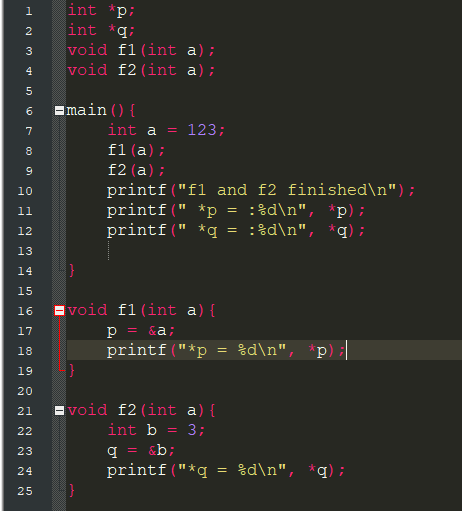 1 int *p;
2 int *q;
3 void f1(int a);
4 void f2(int a);
5
6 main(){
7 int a = 123;
8 f1(a);
9 f2(a);
10 printf("f1 and f2 finished\n");
11 printf(" *p = :%d\n", *p);
12 printf(" *q = :%d\n", *q);
13
14 }
15
16 void f1(int a){
17 p = &a;
18 printf("*p = %d\n", *p);
19 }
20
21 void f2(int a){
22 int b = 3;
23 q = &b;
24 printf("*q = %d\n", *q);
25 }